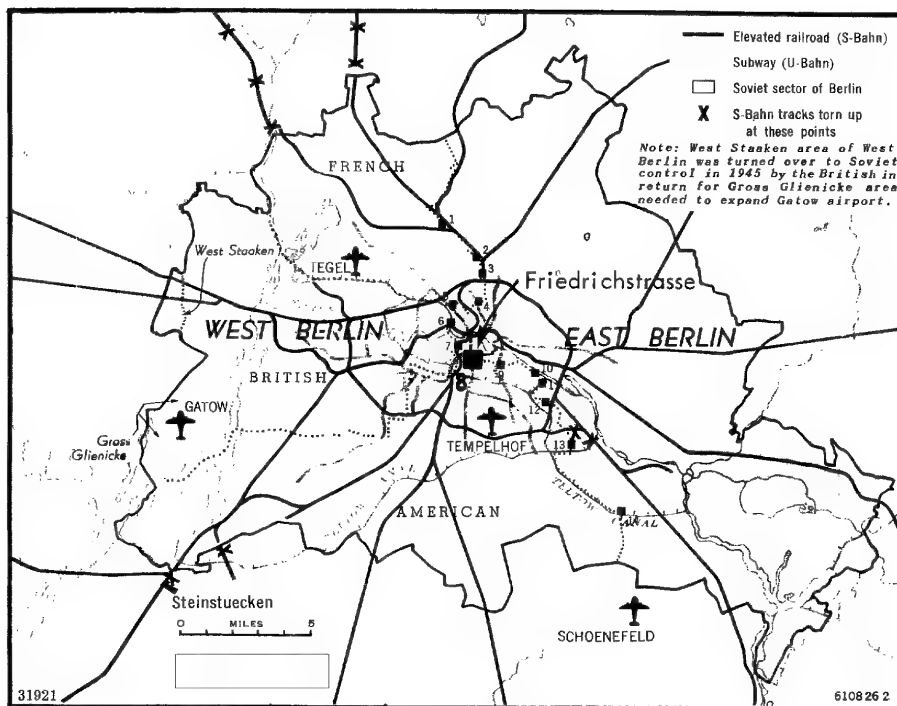 Elevated railroad (S-Bahn)
Subway (U-Bahn)
Soviet sector of Berlin
X S-Bahn tracks torn up
at these points
Note: West Staaken area of West
Berlin was turned over to Soviet
control in 1945 by the British in
return for Gross Glienicke area
needed to expand Gatow airport.
FRENCH
1
West Staaken
2
TEGEL
3
Friedrichstrasse
4
WEST BERLIN
6
EAST BERLIN
7
BRITISH
8
9
10
12
GATOW
Gross
Glienicke
TEMPELHOF
13
TELTOW
CANAL
AMERICAN
Steinstuecken
0 MILES 5
SCHOENEFELD
31921
610826 2